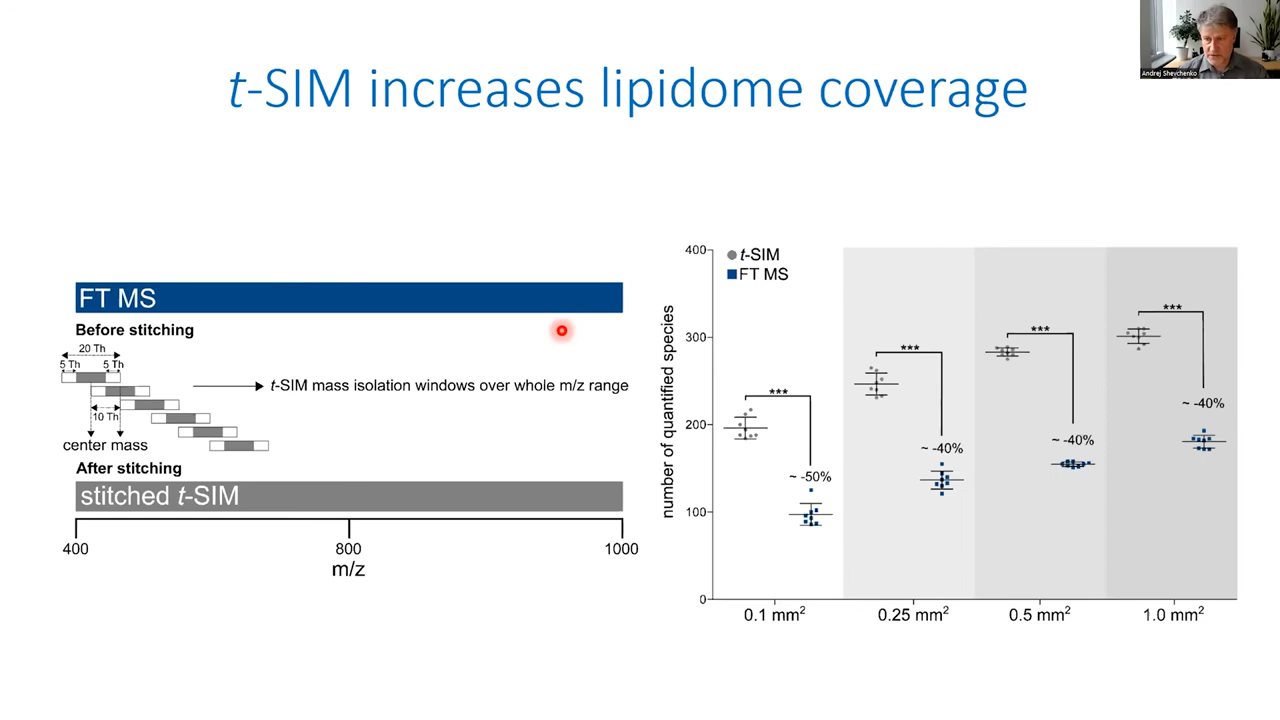 Andrej Shevchenko
t-SIM increases lipidome coverage
FT MS
Before stitching
20 Th
5 Th 5 Th
t-SIM mass isolation windows over whole m/z range
10 Th
center mass
After stitching
stitched t-SIM
400 800 1000
m/z
number of quantified species
400
300
200
100
0
t-SIM
FT MS
***
~ -50%
***
~ -40%
***
~ -40%
***
~ -40%
0.1 mm²
0.25 mm²
0.5 mm²
1.0 mm²